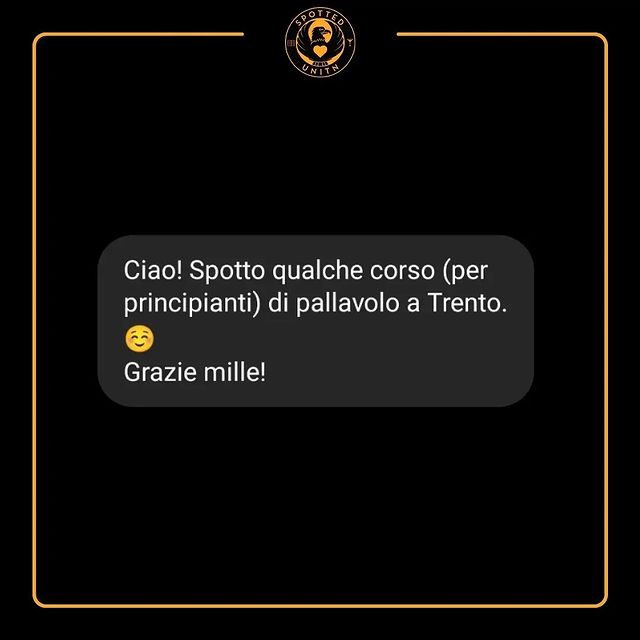 SPOTTED
UNITN
Ciao! Spotto qualche corso (per
principianti) di pallavolo a Trento.
☺️
Grazie mille!